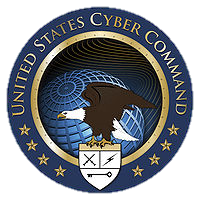 UNITED STATES CYBER COMMAND